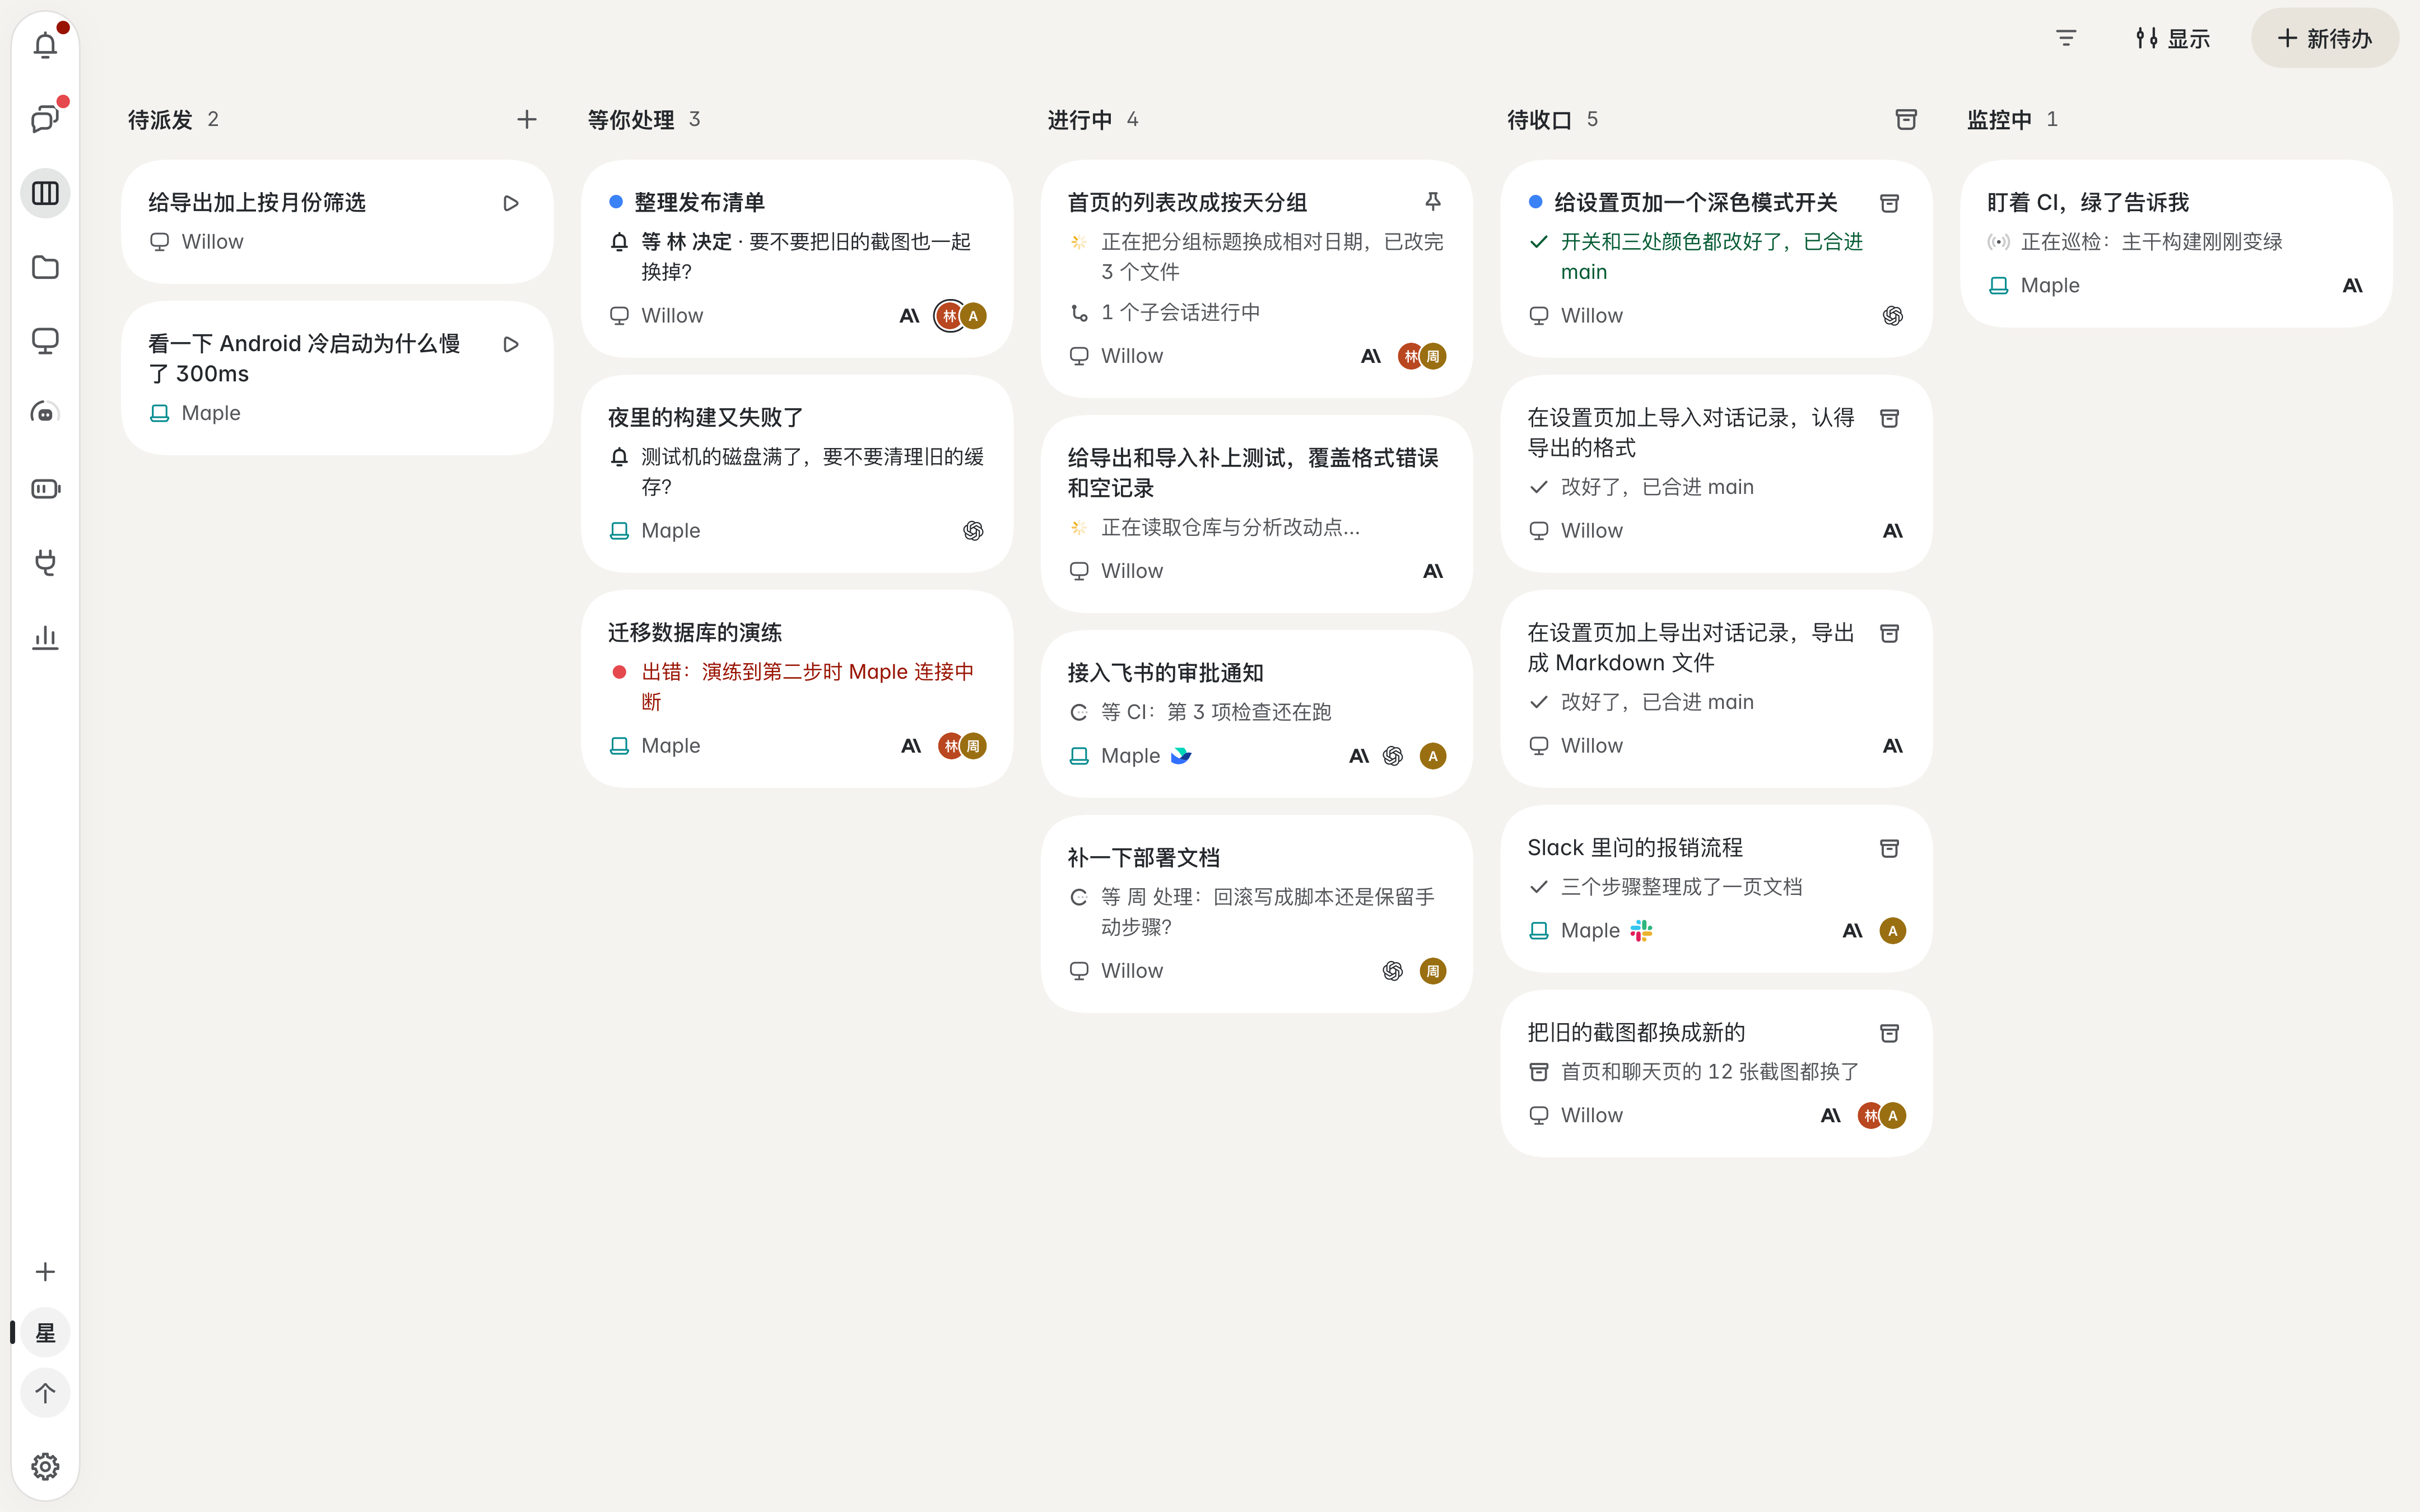 显示
新待办
待派发 2
给导出加上按月份筛选
Willow
看一下 Android 冷启动为什么慢
了 300ms
Maple
等你处理 3
整理发布清单
等 林 决定 · 要不要把旧的截图也一起
换掉？
Willow
林
A
夜里的构建又失败了
测试机的磁盘满了，要不要清理旧的缓
存？
Maple
迁移数据库的演练
出错：演练到第二步时 Maple 连接中
断
Maple
林
周
进行中 4
首页的列表改成按天分组
正在把分组标题换成相对日期，已改完
3 个文件
1 个子会话进行中
Willow
林
周
给导出和导入补上测试，覆盖格式错误
和空记录
正在读取仓库与分析改动点...
Willow
接入飞书的审批通知
等 CI：第 3 项检查还在跑
Maple
A
补一下部署文档
等 周 处理：回滚写成脚本还是保留手
动步骤？
Willow
周
待收口 5
给设置页加一个深色模式开关
开关和三处颜色都改好了，已合进
main
Willow
在设置页加上导入对话记录，认得
导出的格式
改好了，已合进 main
Willow
在设置页加上导出对话记录，导出
成 Markdown 文件
改好了，已合进 main
Willow
Slack 里问的报销流程
三个步骤整理成了一页文档
Maple
A
把旧的截图都换成新的
首页和聊天页的 12 张截图都换了
Willow
林
A
监控中 1
盯着 CI，绿了告诉我
正在巡检：主干构建刚刚变绿
Maple
星
个